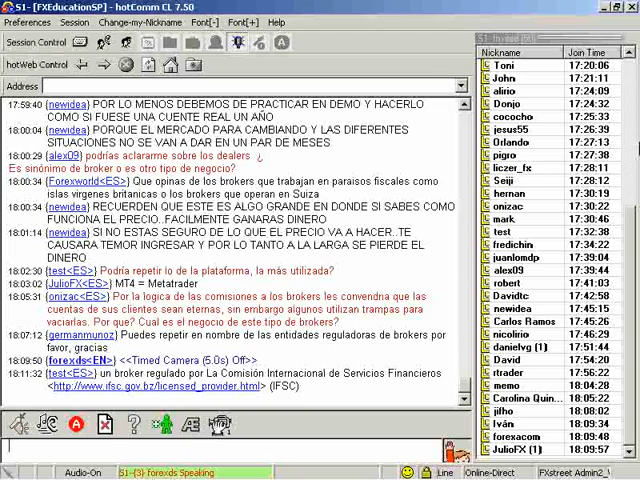 S1- [FXEducationSP] - hotComm CL 7.50
Preferences Session Change-my-Nickname Font[-] Font[+] Help
Session Control
hotWeb Control
Address
17:59:40 {newidea} POR LO MENOS DEBEMOS DE PRACTICAR EN DEMO Y HACERLO
COMO SI FUESE UNA CUENTE REAL UN AÑO
18:00:04 {newidea} PORQUE EL MERCADO PARA CAMBIANDO Y LAS DIFERENTES
SITUACIONES NO SE VAN A DAR EN UN PAR DE MESES
18:00:29 {alex09} podrías aclararme sobre los dealers ¿
Es sinónimo de broker o es otro tipo de negocio?
18:00:34 {Forexworld<ES>} Que opinas de los brokers que trabajan en paraisos fiscales como
islas virgenes britanicas o los brokers que operan en Suiza
18:00:34 {newidea} RECUERDEN QUE ESTE ES ALGO GRANDE EN DONDE SI SABES COMO
FUNCIONA EL PRECIO..FACILMENTE GANARAS DINERO
18:01:14 {newidea} SI NO ESTAS SEGURO DE LO QUE EL PRECIO VA A HACER..TE
CAUSARA TEMOR INGRESAR Y POR LO TANTO A LA LARGA SE PIERDE EL
DINERO
18:02:30 {test<ES>} Podría repetir lo de la plataforma, la más utilizada?
18:03:02 {JulioFX<ES>} MT4 = Metatrader
18:05:31 {onizac<ES>} Por la logica de las comisiones a los brokers les convendria que las
cuentas de sus clientes sean eternas, sin embargo algunos utilizan trampas para
vaciarlas. Por que? Cual es el negocio de este tipo de brokers?
18:07:12 {germanmunoz} Puedes repetir en nombre de las entidades reguladoras de brokers por
favor, gracias
18:09:50 {forexds<EN>} <<Timed Camera (5.0s) Off>>
18:11:32 {test<ES>} un broker regulado por La Comisión Internacional de Servicios Financieros
<http://www.ifsc.gov.bz/licensed_provider.html> (IFSC)
Nickname Join Time
Toni 17:20:06
John 17:21:11
alirio 17:24:09
Donjo 17:24:32
cococho 17:25:33
jesus55 17:26:39
Orlando 17:27:13
pigro 17:27:38
liczer_fx 17:28:11
Seiji 17:28:12
hernan 17:30:19
onizac 17:30:22
mark 17:30:46
test 17:32:38
fredichin 17:34:22
juanlomdp 17:39:04
alex09 17:39:44
robert 17:41:03
Davidtc 17:42:58
newidea 17:45:15
Carlos Ramos 17:45:26
nicolirio 17:46:29
danielvg (1) 17:51:44
David 17:54:20
rtrader 17:56:22
memo 18:04:28
Carolina Quin... 18:05:22
jifho 18:08:02
Iván 18:09:34
forexacom 18:09:48
JulioFX (1) 18:09:57
Audio-On S1-{3} forexds Speaking Line Online-Direct FXstreet Admin2_